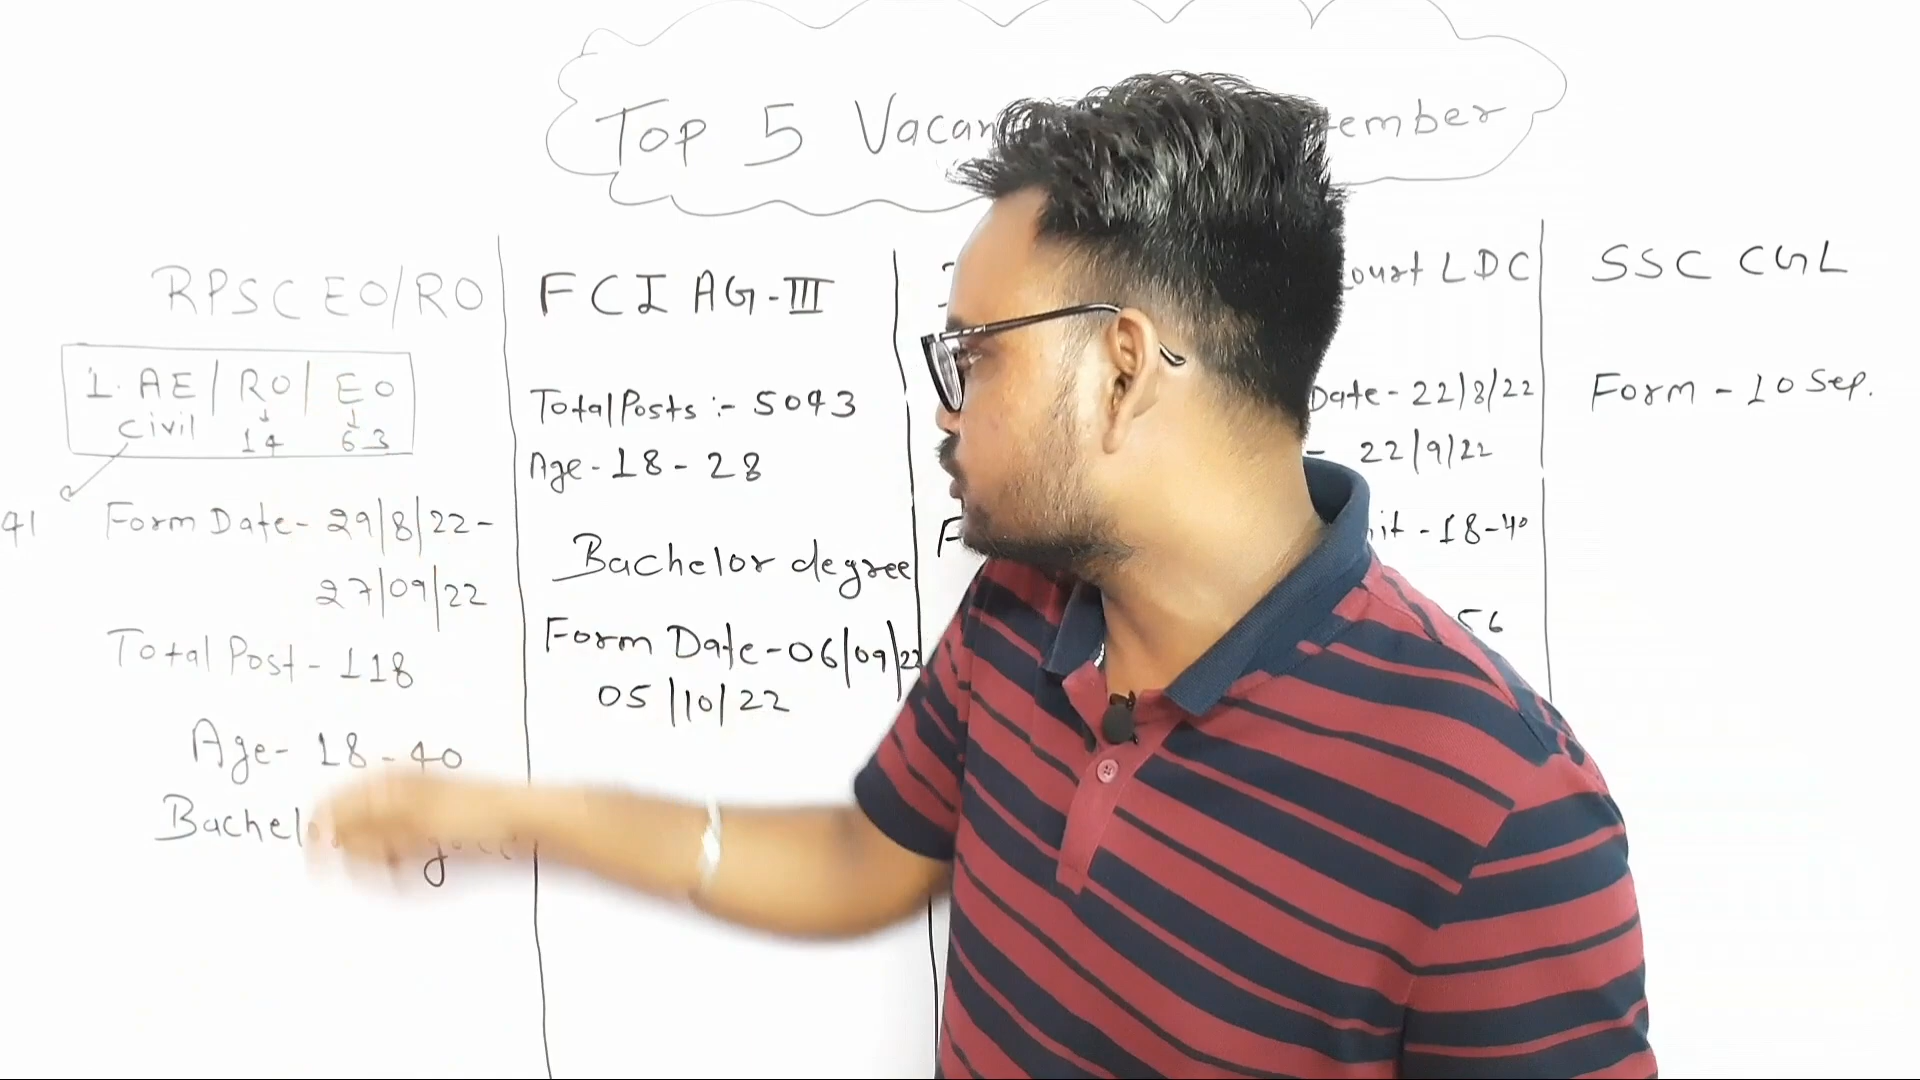 Top 5 Vacan ember
RPSC EO/RO
1. AE / RO / EO
Civil 14 63
41
Form Date - 29/8/22 -
27/09/22
Total Post - 118
Age - 18 - 40
Bachel
FCI AG-III
Total Posts :- 5043
Age - 18 - 28
Bachelor degree
Form Date - 06/09/22
05/10/22
F
ourt LDC
Date - 22/8/22
- 22/9/22
it - 18-40
56
SSC CGL
Form - 10 Sep.